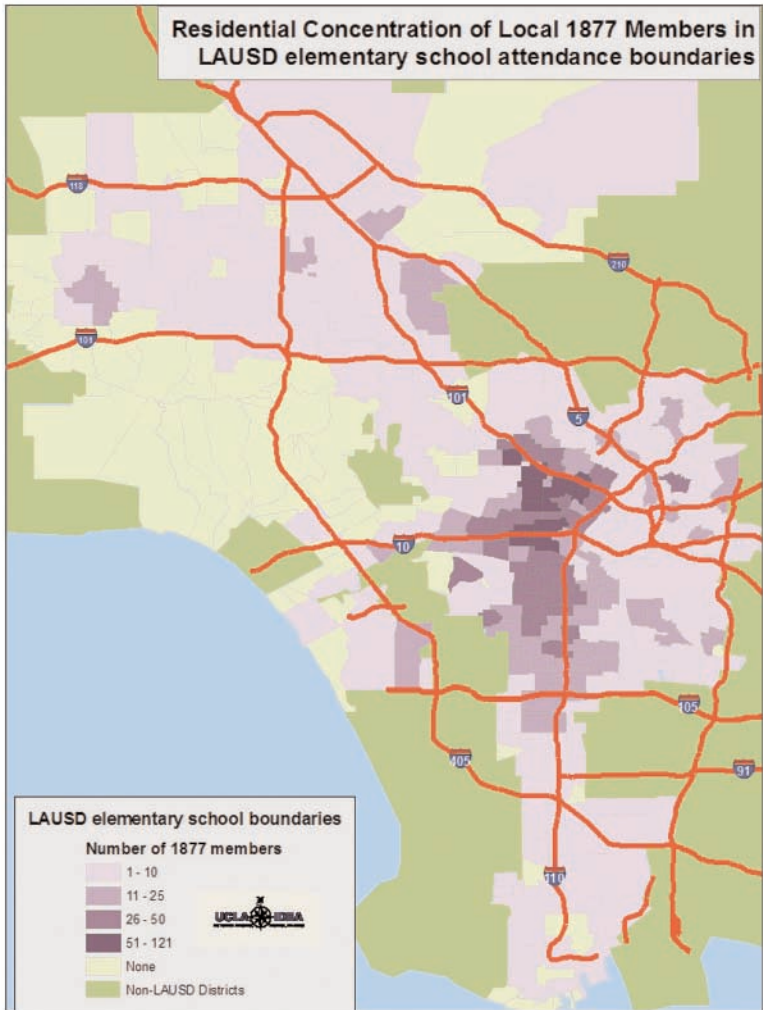 Residential Concentration of Local 1877 Members in
LAUSD elementary school attendance boundaries
118
210
101
101
5
10
105
405
91
110
LAUSD elementary school boundaries
Number of 1877 members
1 - 10
11 - 25
26 - 50
51 - 121
None
Non-LAUSD Districts
UCLA IDEA